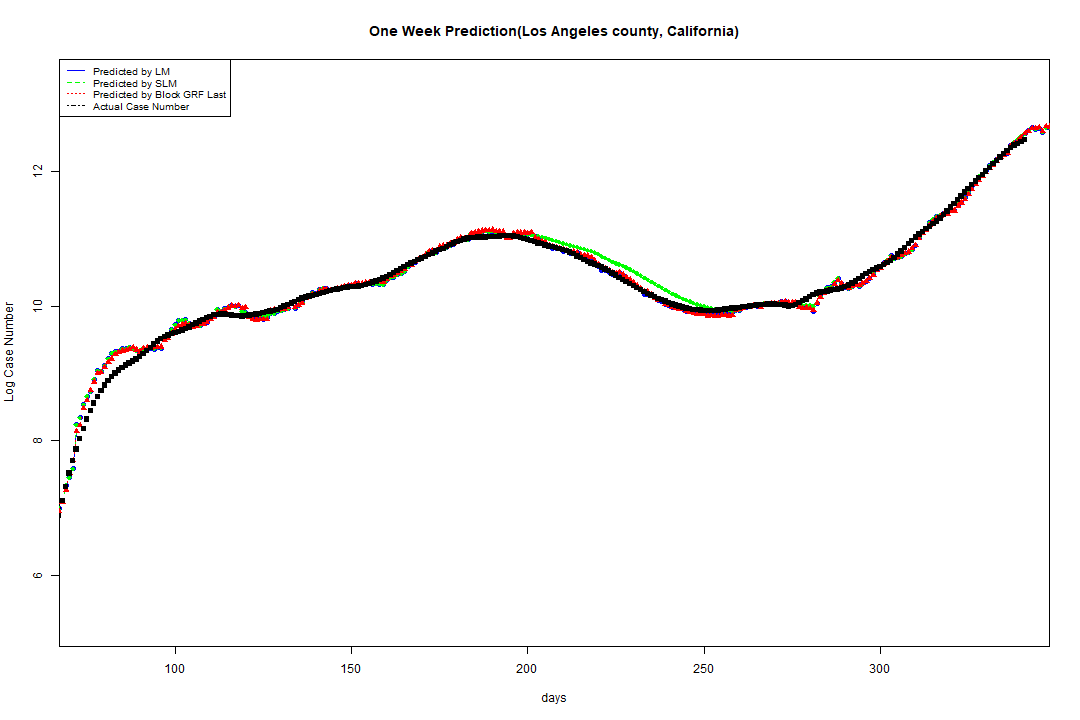 One Week Prediction(Los Angeles county, California)
Predicted by LM
Predicted by SLM
Predicted by Block GRF Last
Actual Case Number
12
10
8
6
Log Case Number
100 150 200 250 300
days